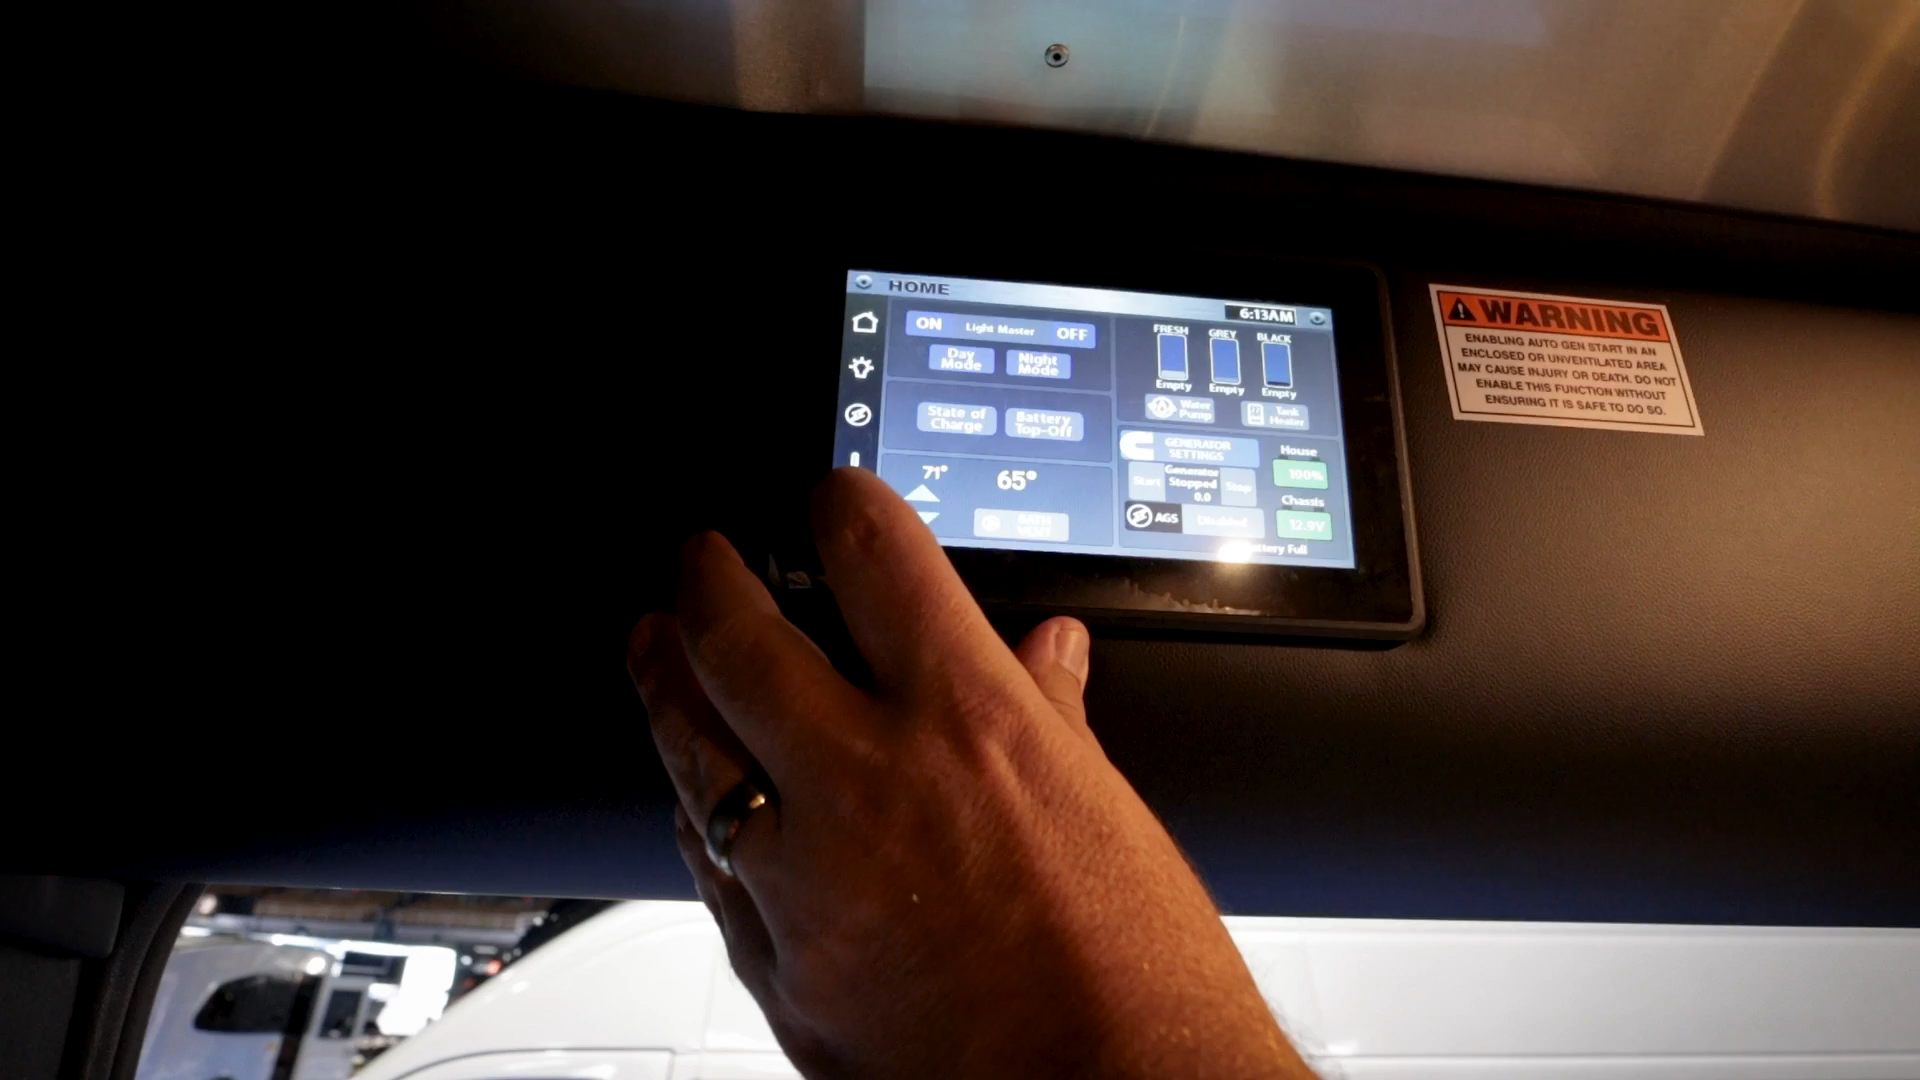 HOME
6:13AM
ON Light Master OFF
Day
Mode
Night
Mode
State of
Charge
Battery
Top-Off
71°
65°
BATH
VENT
FRESH
GREY
BLACK
Empty
Empty
Empty
Water
Pump
Tank
Heater
GENERATOR
SETTINGS
Start
Generator
Stopped
0.0
Stop
AGS
Disabled
House
100%
Chassis
12.9V
Full
WARNING
ENABLING AUTO GEN START IN AN
ENCLOSED OR UNVENTILATED AREA
MAY CAUSE INJURY OR DEATH. DO NOT
ENABLE THIS FUNCTION WITHOUT
ENSURING IT IS SAFE TO DO SO.